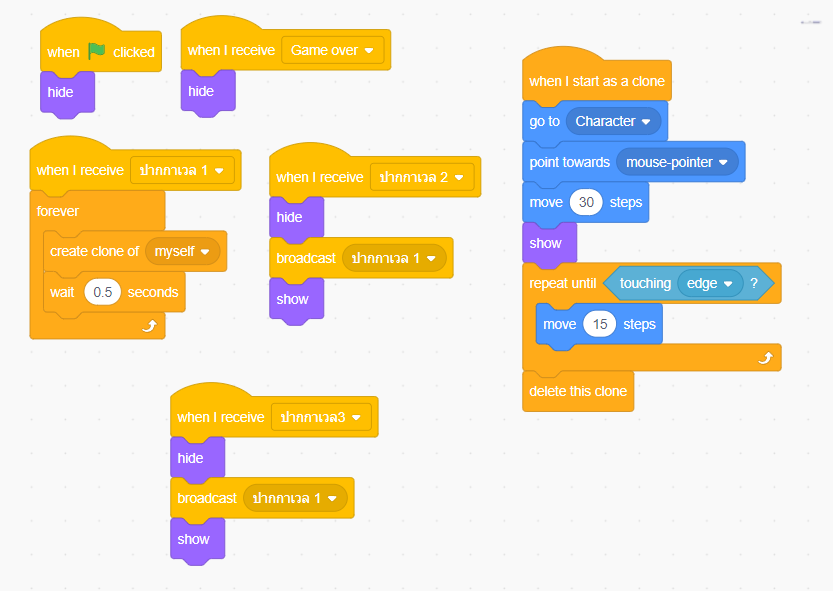 when clicked
hide
when I receive Game over
hide
when I receive ปากกาเวล 1
forever
create clone of myself
wait 0.5 seconds
when I receive ปากกาเวล 2
hide
broadcast ปากกาเวล 1
show
when I receive ปากกาเวล3
hide
broadcast ปากกาเวล 1
show
when I start as a clone
go to Character
point towards mouse-pointer
move 30 steps
show
repeat until touching edge ?
move 15 steps
delete this clone